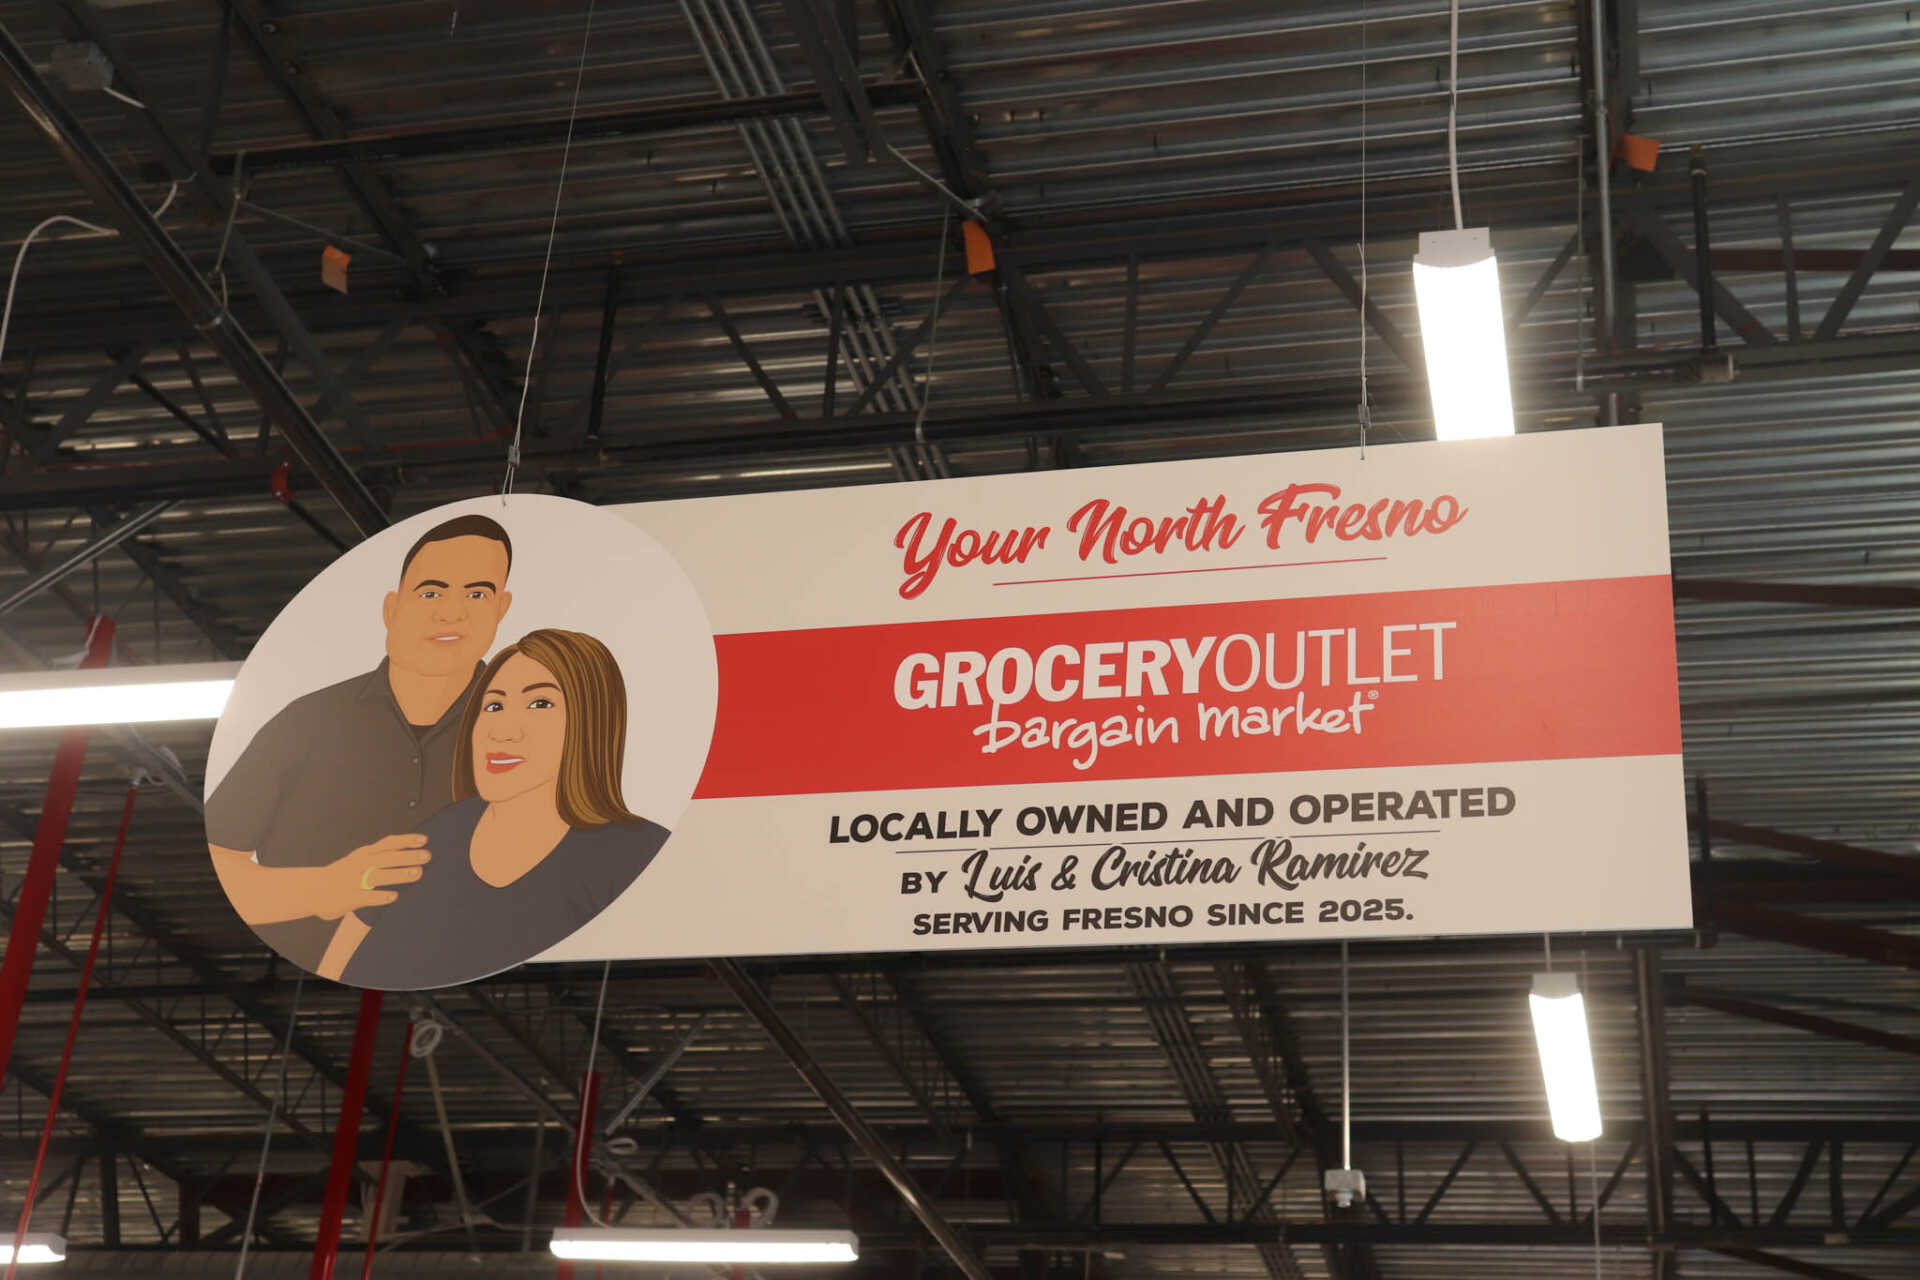 Your North Fresno
GROCERYOUTLET
bargain market®
LOCALLY OWNED AND OPERATED
BY Luis & Cristina Ramirez
SERVING FRESNO SINCE 2025.